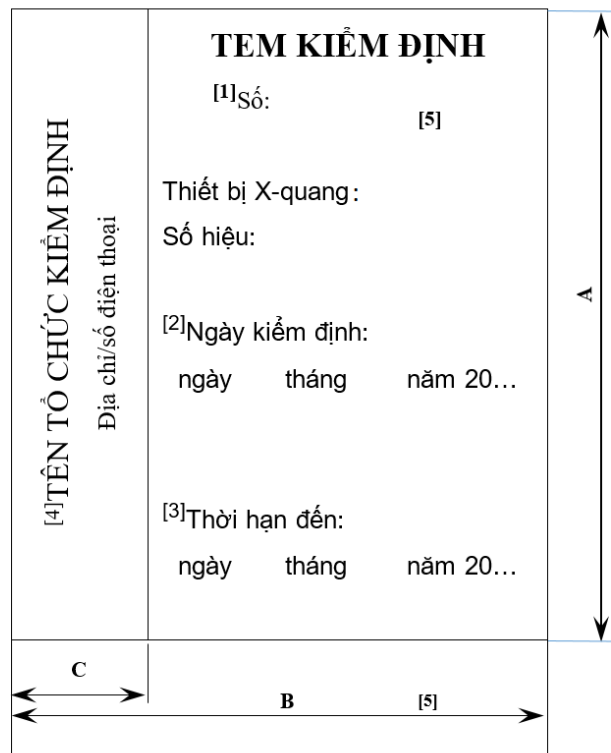 TEM KIỂM ĐỊNH
[1]Số:
[5]
Thiết bị X-quang:
Số hiệu:
[2]Ngày kiểm định:
ngày tháng năm 20...
[3]Thời hạn đến:
ngày tháng năm 20...
[4]TÊN TỔ CHỨC KIỂM ĐỊNH
Địa chỉ/số điện thoại
A
C
B [5]